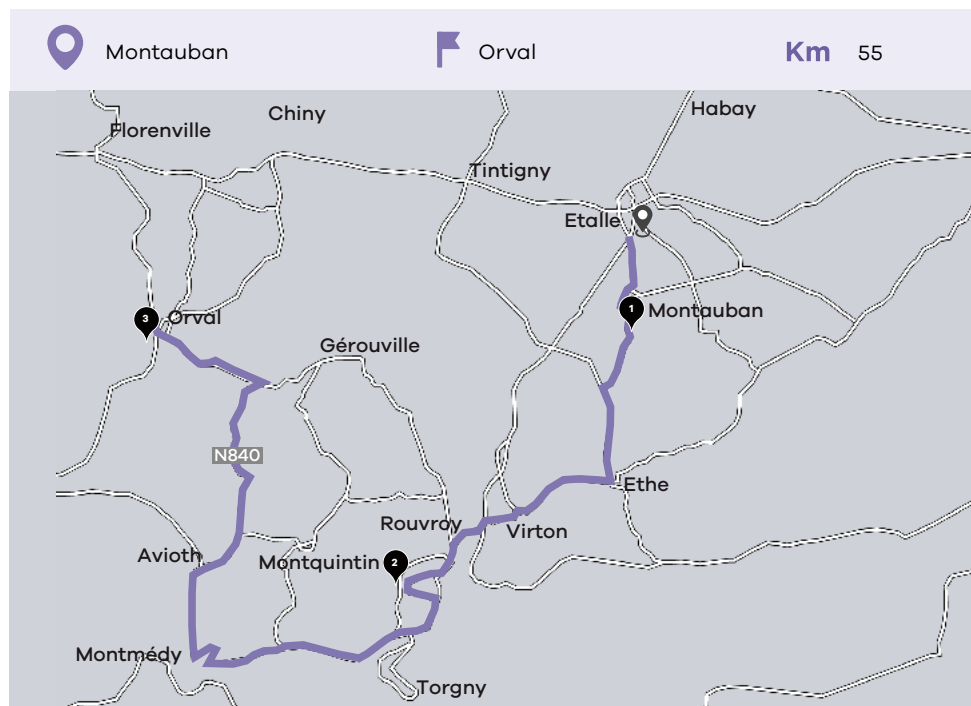 Montauban
Orval
Km 55
Habay
Chiny
Florenville
Tintigny
Etalle
1
Montauban
3
Orval
Gérouville
N840
Ethe
Rouvroy
Virton
Avioth
Montquintin
2
Montmédy
Torgny